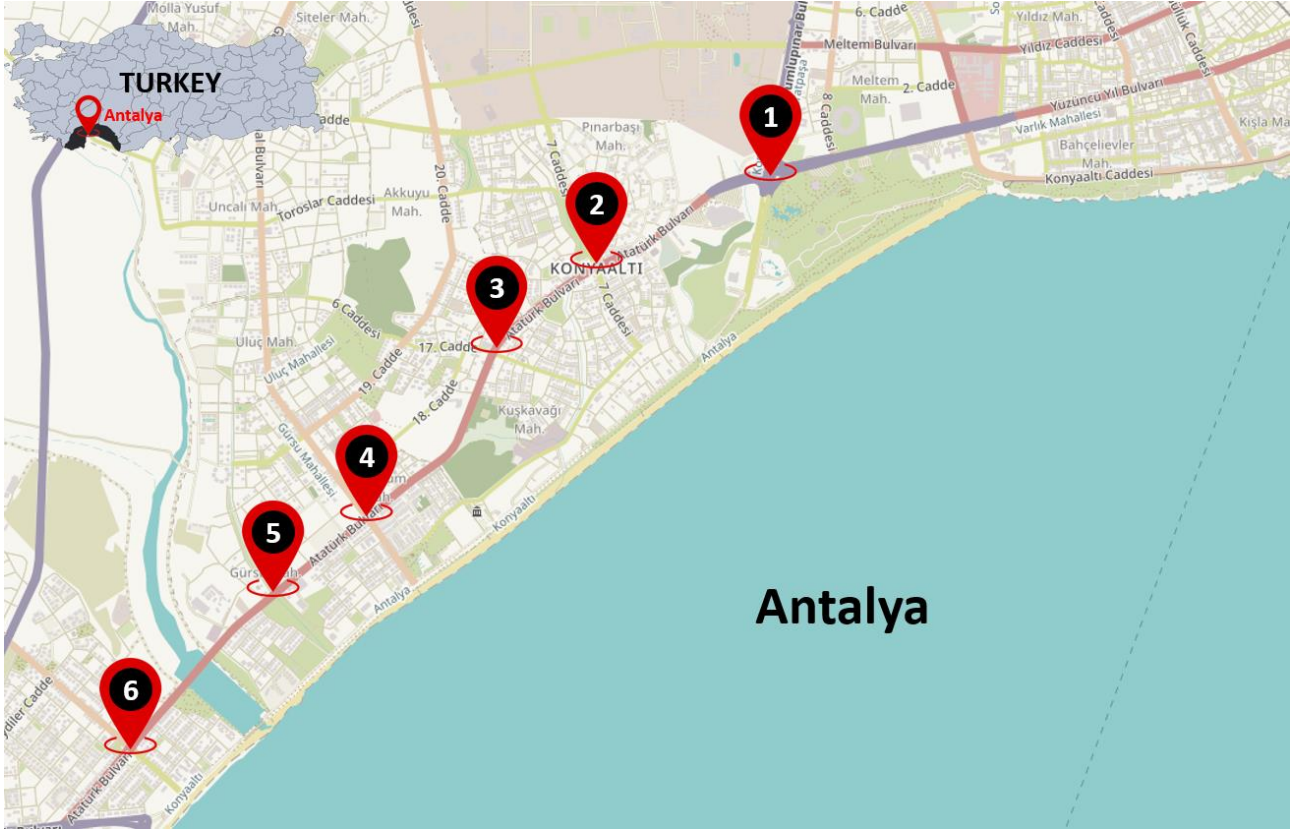 Molla Yusuf
Mah.
Siteler Mah.
6. Cadde
Yıldız Mah.
Meltem Bulvarı
Yıldız Caddesi
TURKEY
Antalya
Meltem
Mah.
2. Cadde
8 Caddesi
Yüzüncü Yıl Bulvarı
Varlık Mahallesi
Kışla
Bahçelievler
Mah.
Konyaaltı Caddesi
1
Pınarbaşı
Mah.
7 Caddesi
20. Cadde
Akkuyu
Mah.
Uncalı Mah.
Toroslar Caddesi
2
Atatürk Bulvarı
KONYAALTI
7 Caddesi
3
Atatürk Bulvarı
6 Caddesi
Uluç Mah.
Uluç Mahallesi
17. Cadde
19. Cadde
18. Cadde
Antalya
Kuşkavağı
Mah.
Gürsu Mahallesi
4
Konyaaltı
5
Atatürk Bulvarı
Antalya
Antalya
6
Atatürk Bulvarı
Konyaaltı